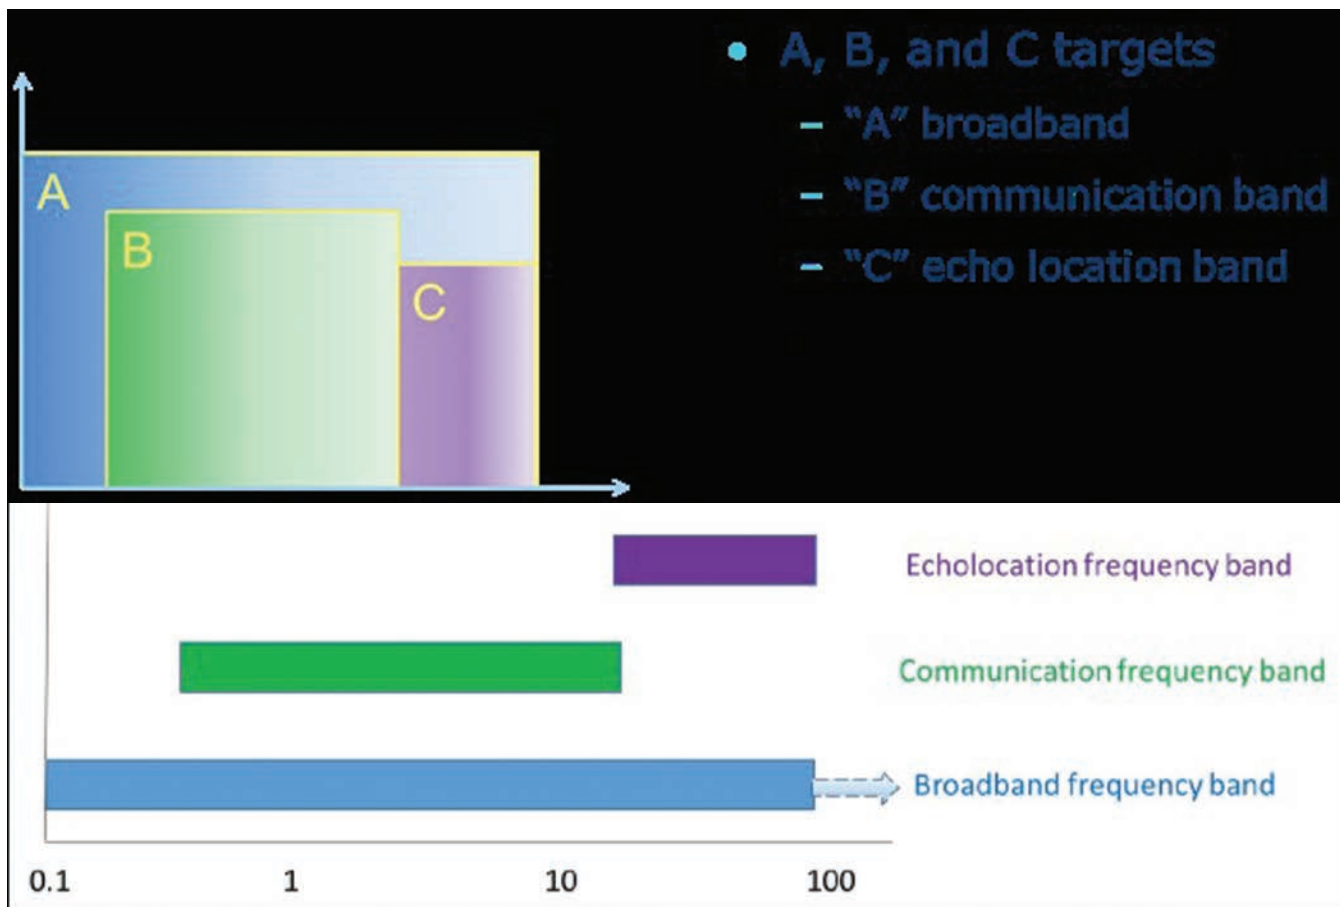 • A, B, and C targets
– "A" broadband
– "B" communication band
– "C" echo location band
A
B
C
Echolocation frequency band
Communication frequency band
Broadband frequency band
0.1 1 10 100